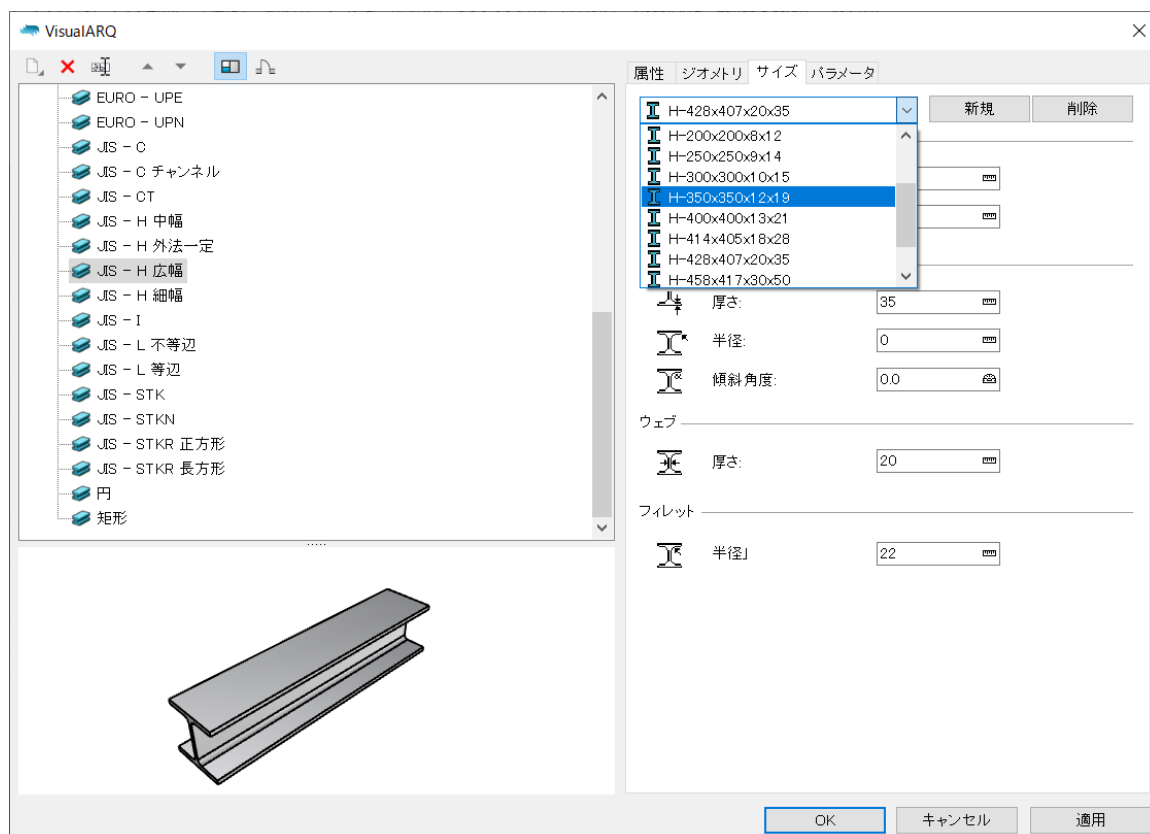 VisualARQ
EURO - UPE
EURO - UPN
JIS - C
JIS - C チャンネル
JIS - CT
JIS - H 中幅
JIS - H 外法一定
JIS - H 広幅
JIS - H 細幅
JIS - I
JIS - L 不等辺
JIS - L 等辺
JIS - STK
JIS - STKN
JIS - STKR 正方形
JIS - STKR 長方形
円
矩形
属性 ジオメトリ サイズ パラメータ
H-428x407x20x35 新規 削除
H-200x200x8x12
H-250x250x9x14
H-300x300x10x15
H-350x350x12x19
H-400x400x13x21
H-414x405x18x28
H-428x407x20x35
H-458x417x30x50
厚さ: 35
半径: 0
傾斜角度: 0.0
ウェブ
厚さ: 20
フィレット
半径」 22
OK キャンセル 適用